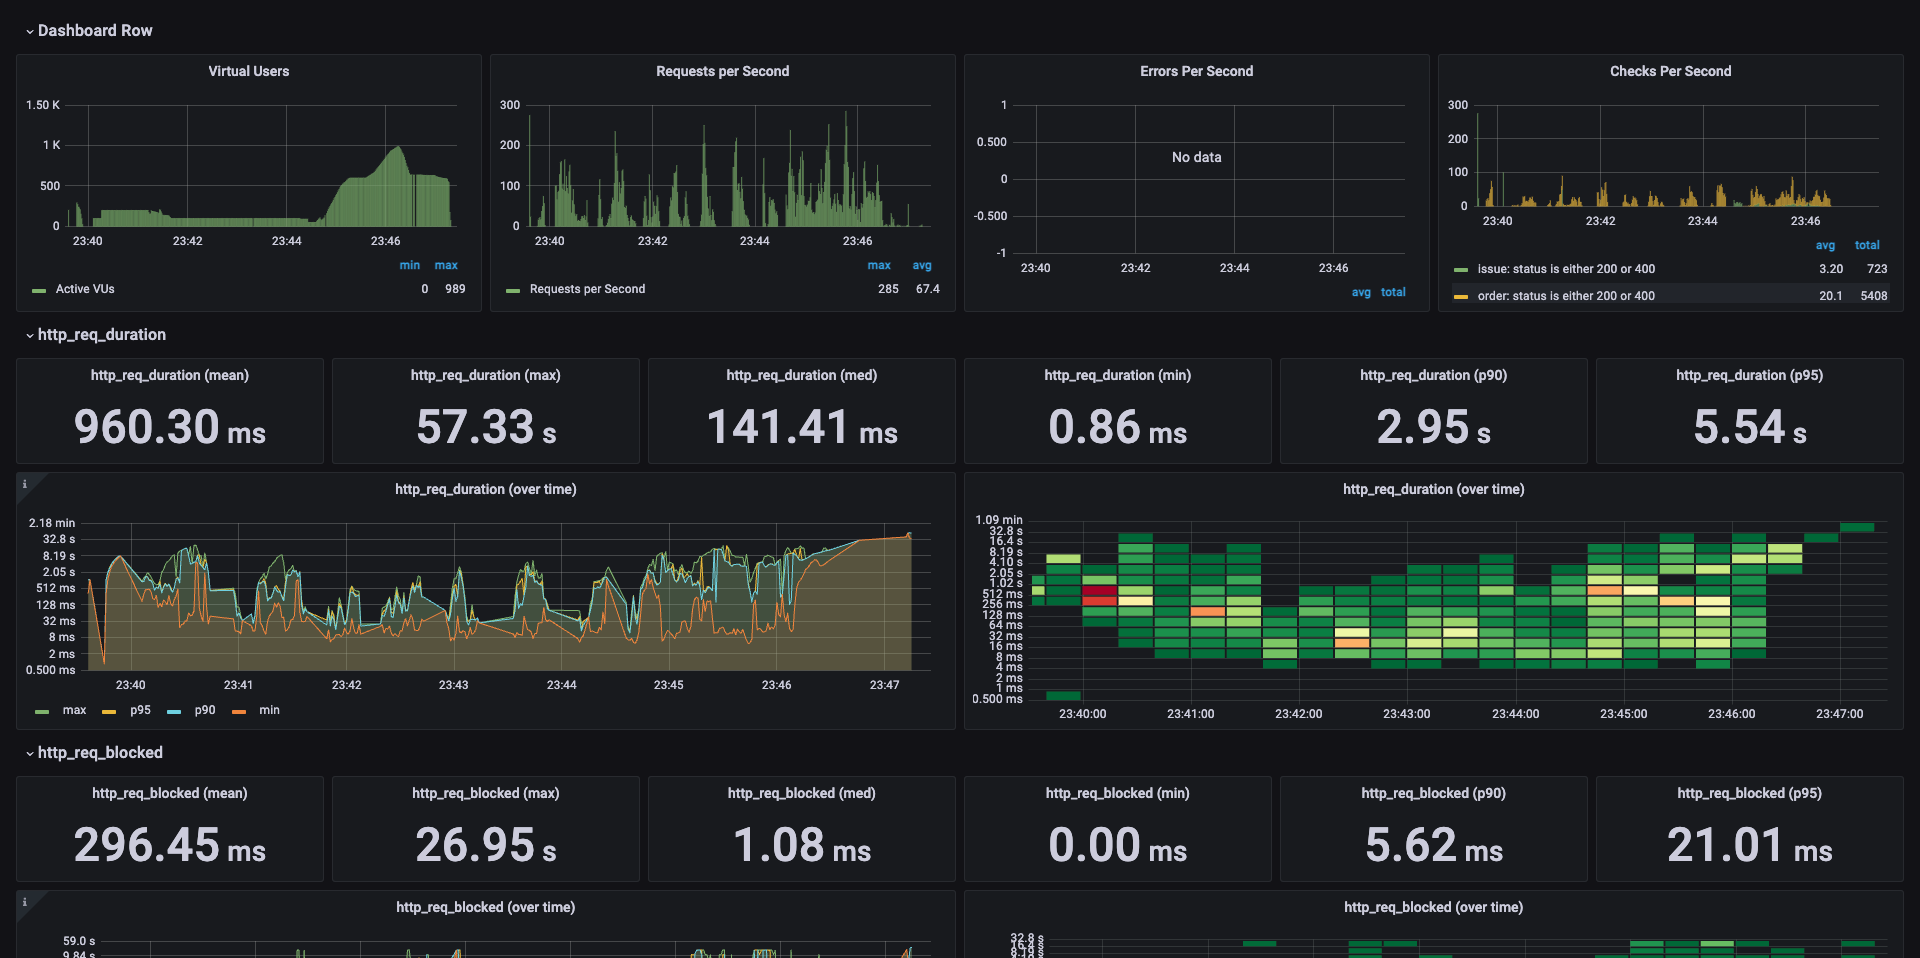 Dashboard Row
Virtual Users
1.50 K
1 K
500
0
23:40 23:42 23:44 23:46
min max
Active VUs 0 989
Requests per Second
300
200
100
0
23:40 23:42 23:44 23:46
max avg
Requests per Second 285 67.4
Errors Per Second
1
0.500
0
-0.500
-1
No data
23:40 23:42 23:44 23:46
avg total
Checks Per Second
300
200
100
0
23:40 23:42 23:44 23:46
avg total
issue: status is either 200 or 400 3.20 723
order: status is either 200 or 400 20.1 5408
http_req_duration
http_req_duration (mean)
960.30 ms
http_req_duration (max)
57.33 s
http_req_duration (med)
141.41 ms
http_req_duration (min)
0.86 ms
http_req_duration (p90)
2.95 s
http_req_duration (p95)
5.54 s
i
http_req_duration (over time)
2.18 min
32.8 s
8.19 s
2.05 s
512 ms
128 ms
32 ms
8 ms
2 ms
0.500 ms
23:40 23:41 23:42 23:43 23:44 23:45 23:46 23:47
max p95 p90 min
http_req_duration (over time)
1.09 min
32.8 s
16.4 s
8.19 s
4.10 s
2.05 s
1.02 s
512 ms
256 ms
128 ms
64 ms
32 ms
16 ms
8 ms
4 ms
2 ms
1 ms
0.500 ms
23:40:00 23:41:00 23:42:00 23:43:00 23:44:00 23:45:00 23:46:00 23:47:00
http_req_blocked
http_req_blocked (mean)
296.45 ms
http_req_blocked (max)
26.95 s
http_req_blocked (med)
1.08 ms
http_req_blocked (min)
0.00 ms
http_req_blocked (p90)
5.62 ms
http_req_blocked (p95)
21.01 ms
i
http_req_blocked (over time)
59.0 s
9.84 s
http_req_blocked (over time)
32.8 s
16.4 s
8.19 s